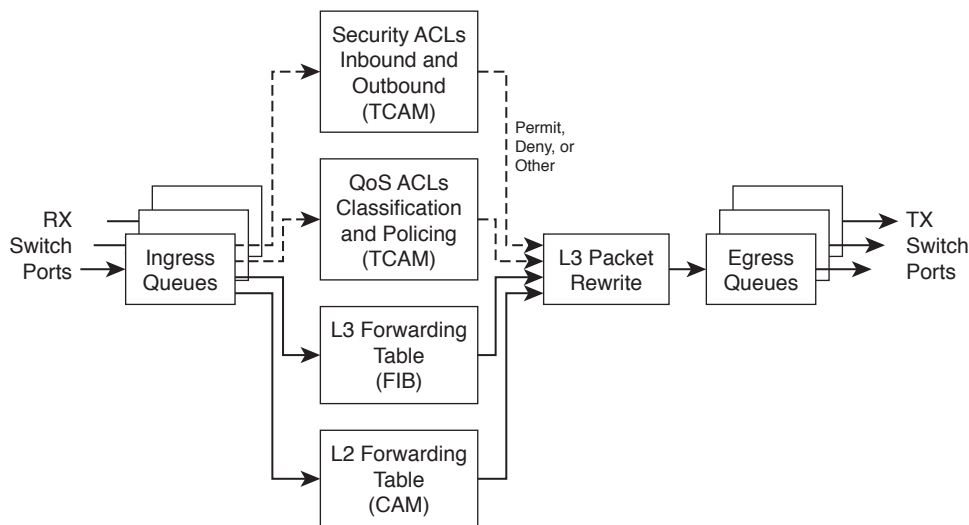 Security ACLs
Inbound and
Outbound
(TCAM)
Permit,
Deny, or
Other
QoS ACLs
Classification
and Policing
(TCAM)
RX
Switch
Ports
Ingress
Queues
L3 Packet
Rewrite
Egress
Queues
TX
Switch
Ports
L3 Forwarding
Table
(FIB)
L2 Forwarding
Table
(CAM)